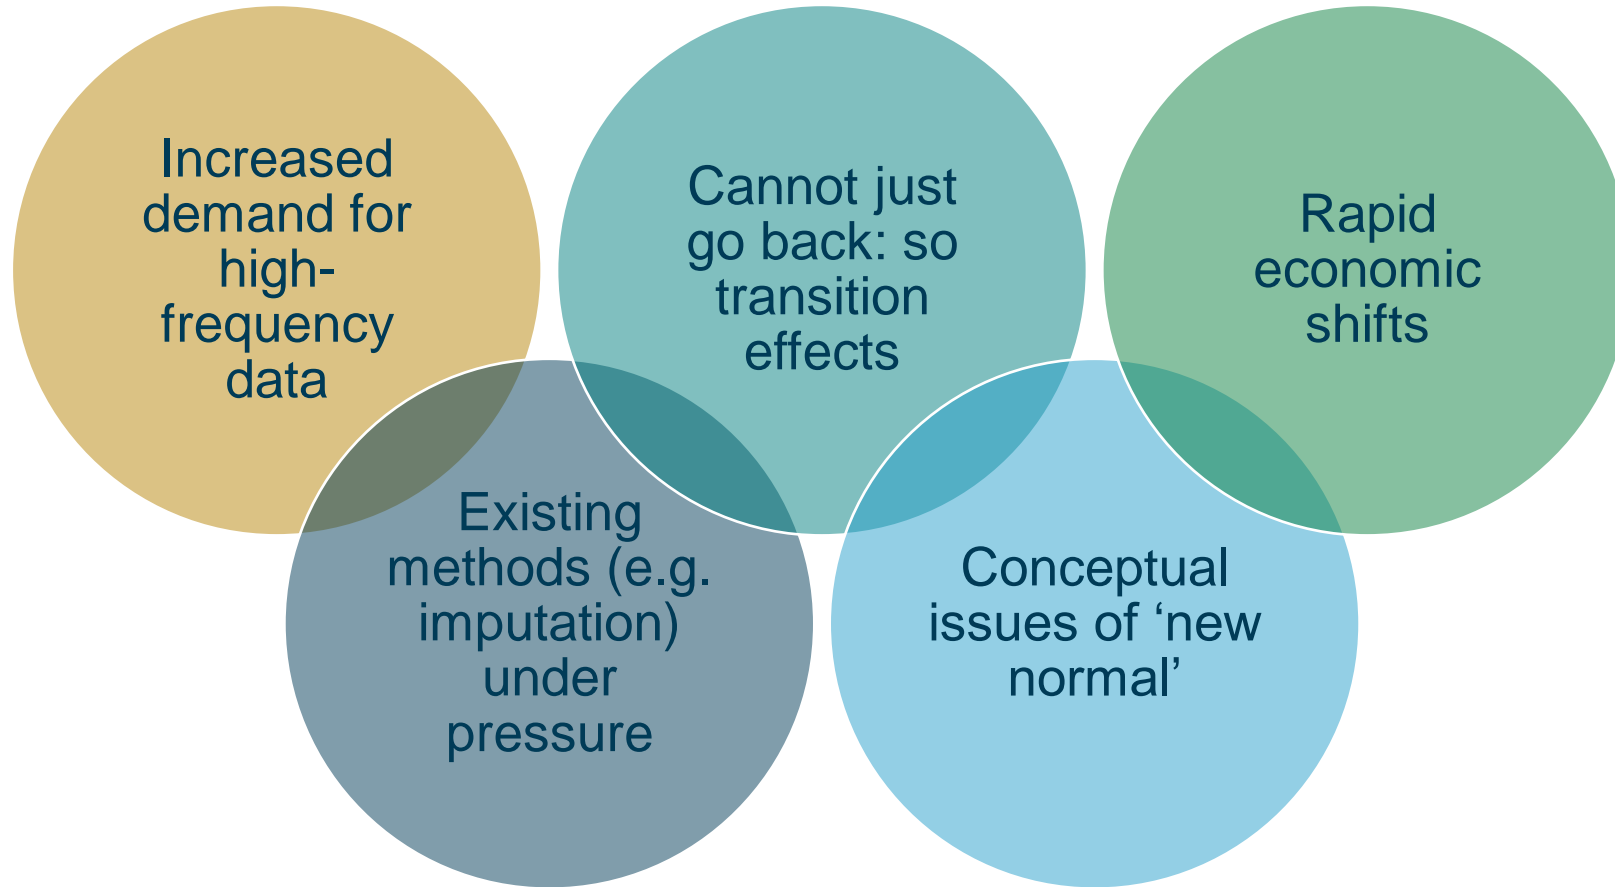 Increased
demand for
high-
frequency
data
Cannot just
go back: so
transition
effects
Rapid
economic
shifts
Existing
methods (e.g.
imputation)
under
pressure
Conceptual
issues of ‘new
normal’